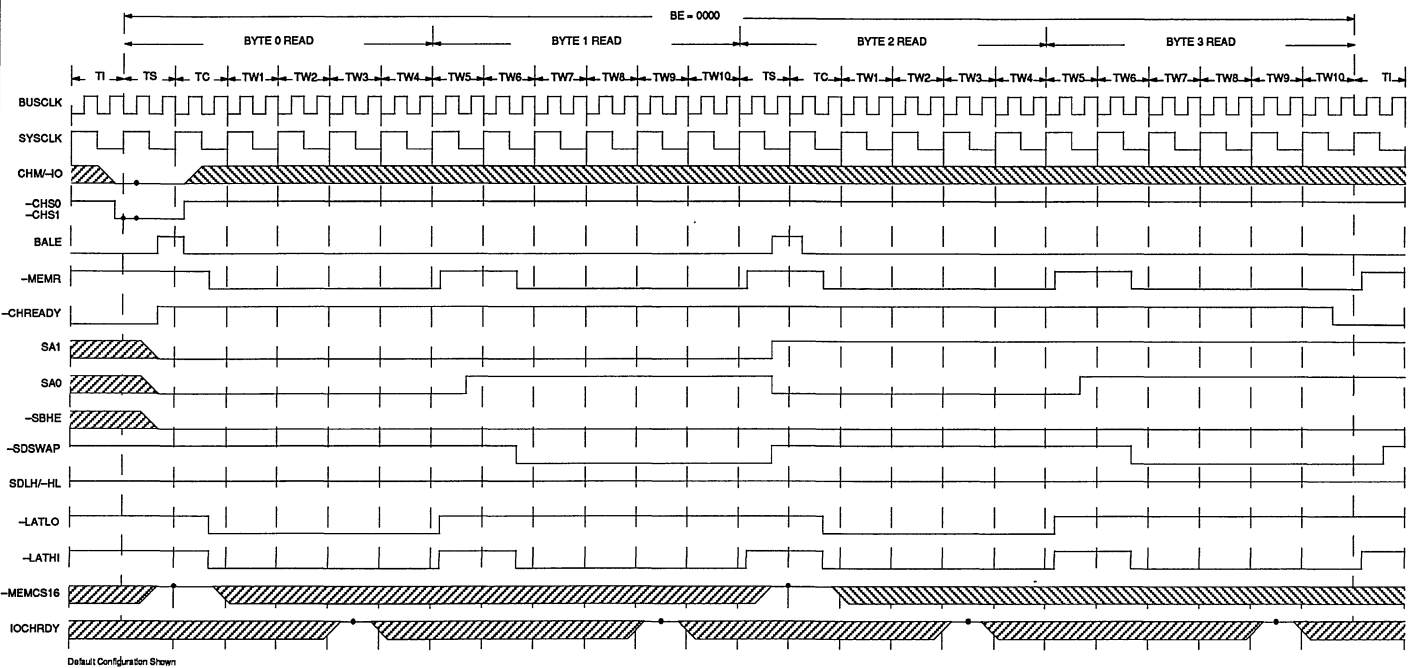 BE = 0000
BYTE 0 READ BYTE 1 READ BYTE 2 READ BYTE 3 READ
TI TS TC TW1 TW2 TW3 TW4 TW5 TW6 TW7 TW8 TW9 TW10 TS TC TW1 TW2 TW3 TW4 TW5 TW6 TW7 TW8 TW9 TW10 TI
BUSCLK
SYSCLK
CHM/–IO
–CHS0
–CHS1
BALE
–MEMR
–CHREADY
SA1
SA0
–SBHE
–SDSWAP
SDLH/–HL
–LATLO
–LATHI
–MEMCS16
IOCHRDY
Default Configuration Shown